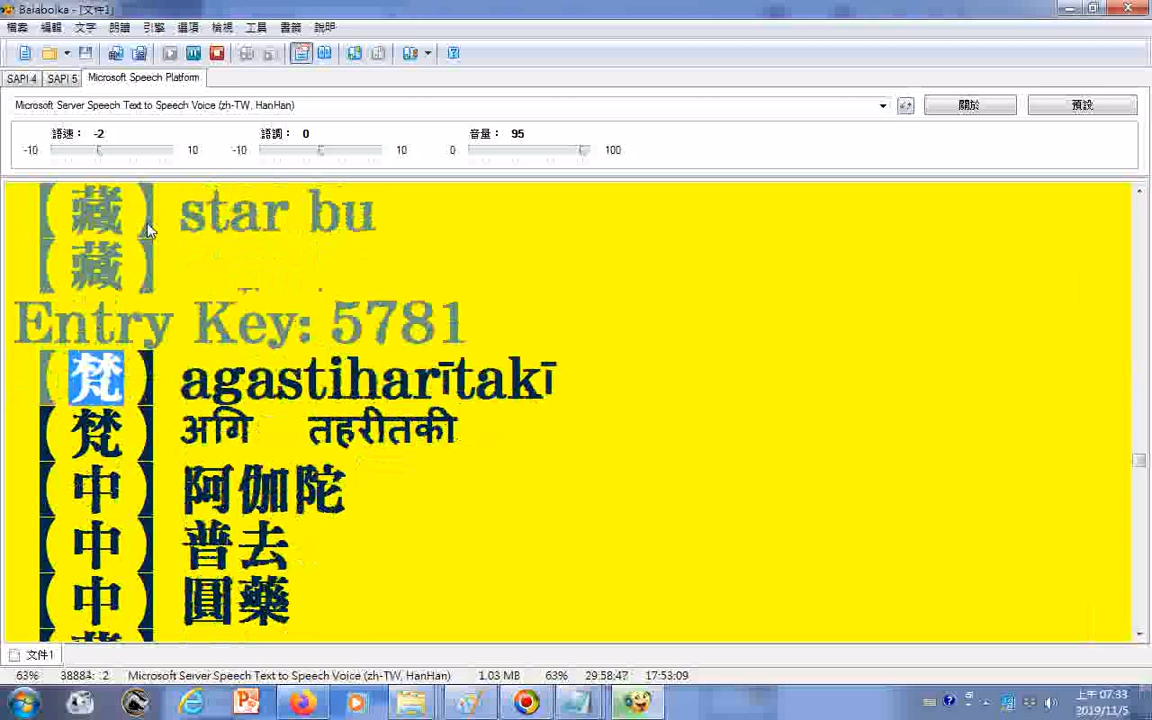 Balabolka - [文件1]
檔案 編輯 文字 朗讀 引擎 選項 檢視 工具 書籤 說明
SAPI 4 SAPI 5 Microsoft Speech Platform
Microsoft Server Speech Text to Speech Voice (zh-TW, HanHan) 關於 預設
語速： -2 語調： 0 音量： 95
-10 10 -10 10 0 100
【藏】 star bu
【藏】
Entry Key: 5781
【梵】 agastiharītakī
【梵】 अगि तहरीतकी
【中】 阿伽陀
【中】 普去
【中】 圓藥
文件1
63% 38884: 2 Microsoft Server Speech Text to Speech Voice (zh-TW, HanHan) 1.03 MB 63% 29:58:47 17:53:09
上午 07:33
2019/11/5